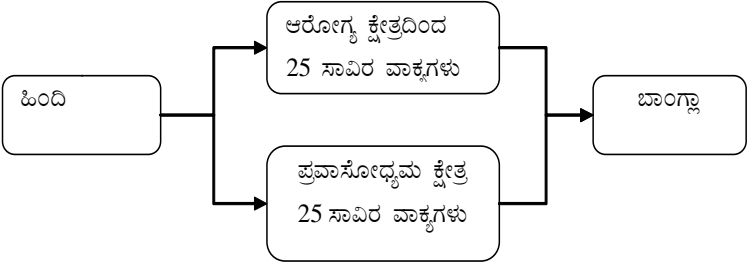 ಹಿಂದಿ
ಆರೋಗ್ಯ ಕ್ಷೇತ್ರದಿಂದ
25 ಸಾವಿರ ವಾಕ್ಯಗಳು
ಪ್ರವಾಸೋಧ್ಯಮ ಕ್ಷೇತ್ರ
25 ಸಾವಿರ ವಾಕ್ಯಗಳು
ಬಾಂಗ್ಲಾ